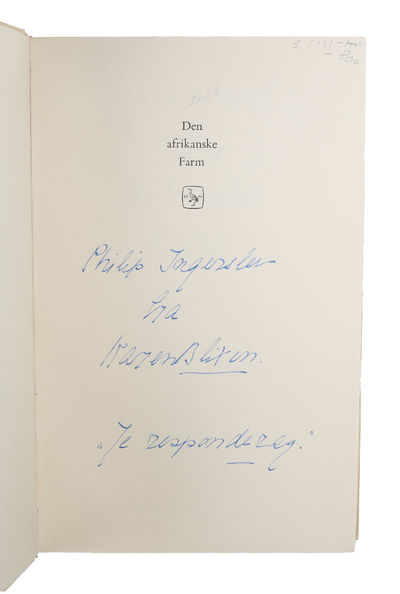 Den
afrikanske
Farm
Philip Ingerslev
fra
Karen Blixen.
"Je responderay."